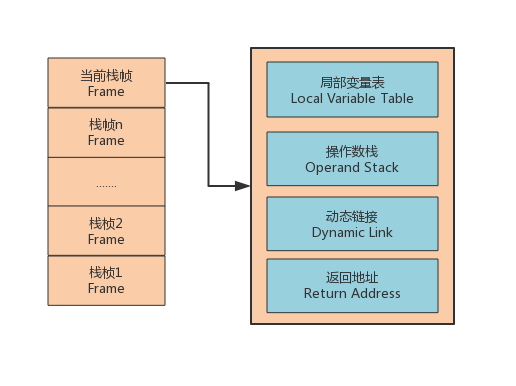 当前栈帧
Frame
栈帧n
Frame
.......
栈桢2
Frame
栈桢1
Frame
局部变量表
Local Variable Table
操作数栈
Operand Stack
动态链接
Dynamic Link
返回地址
Return Address